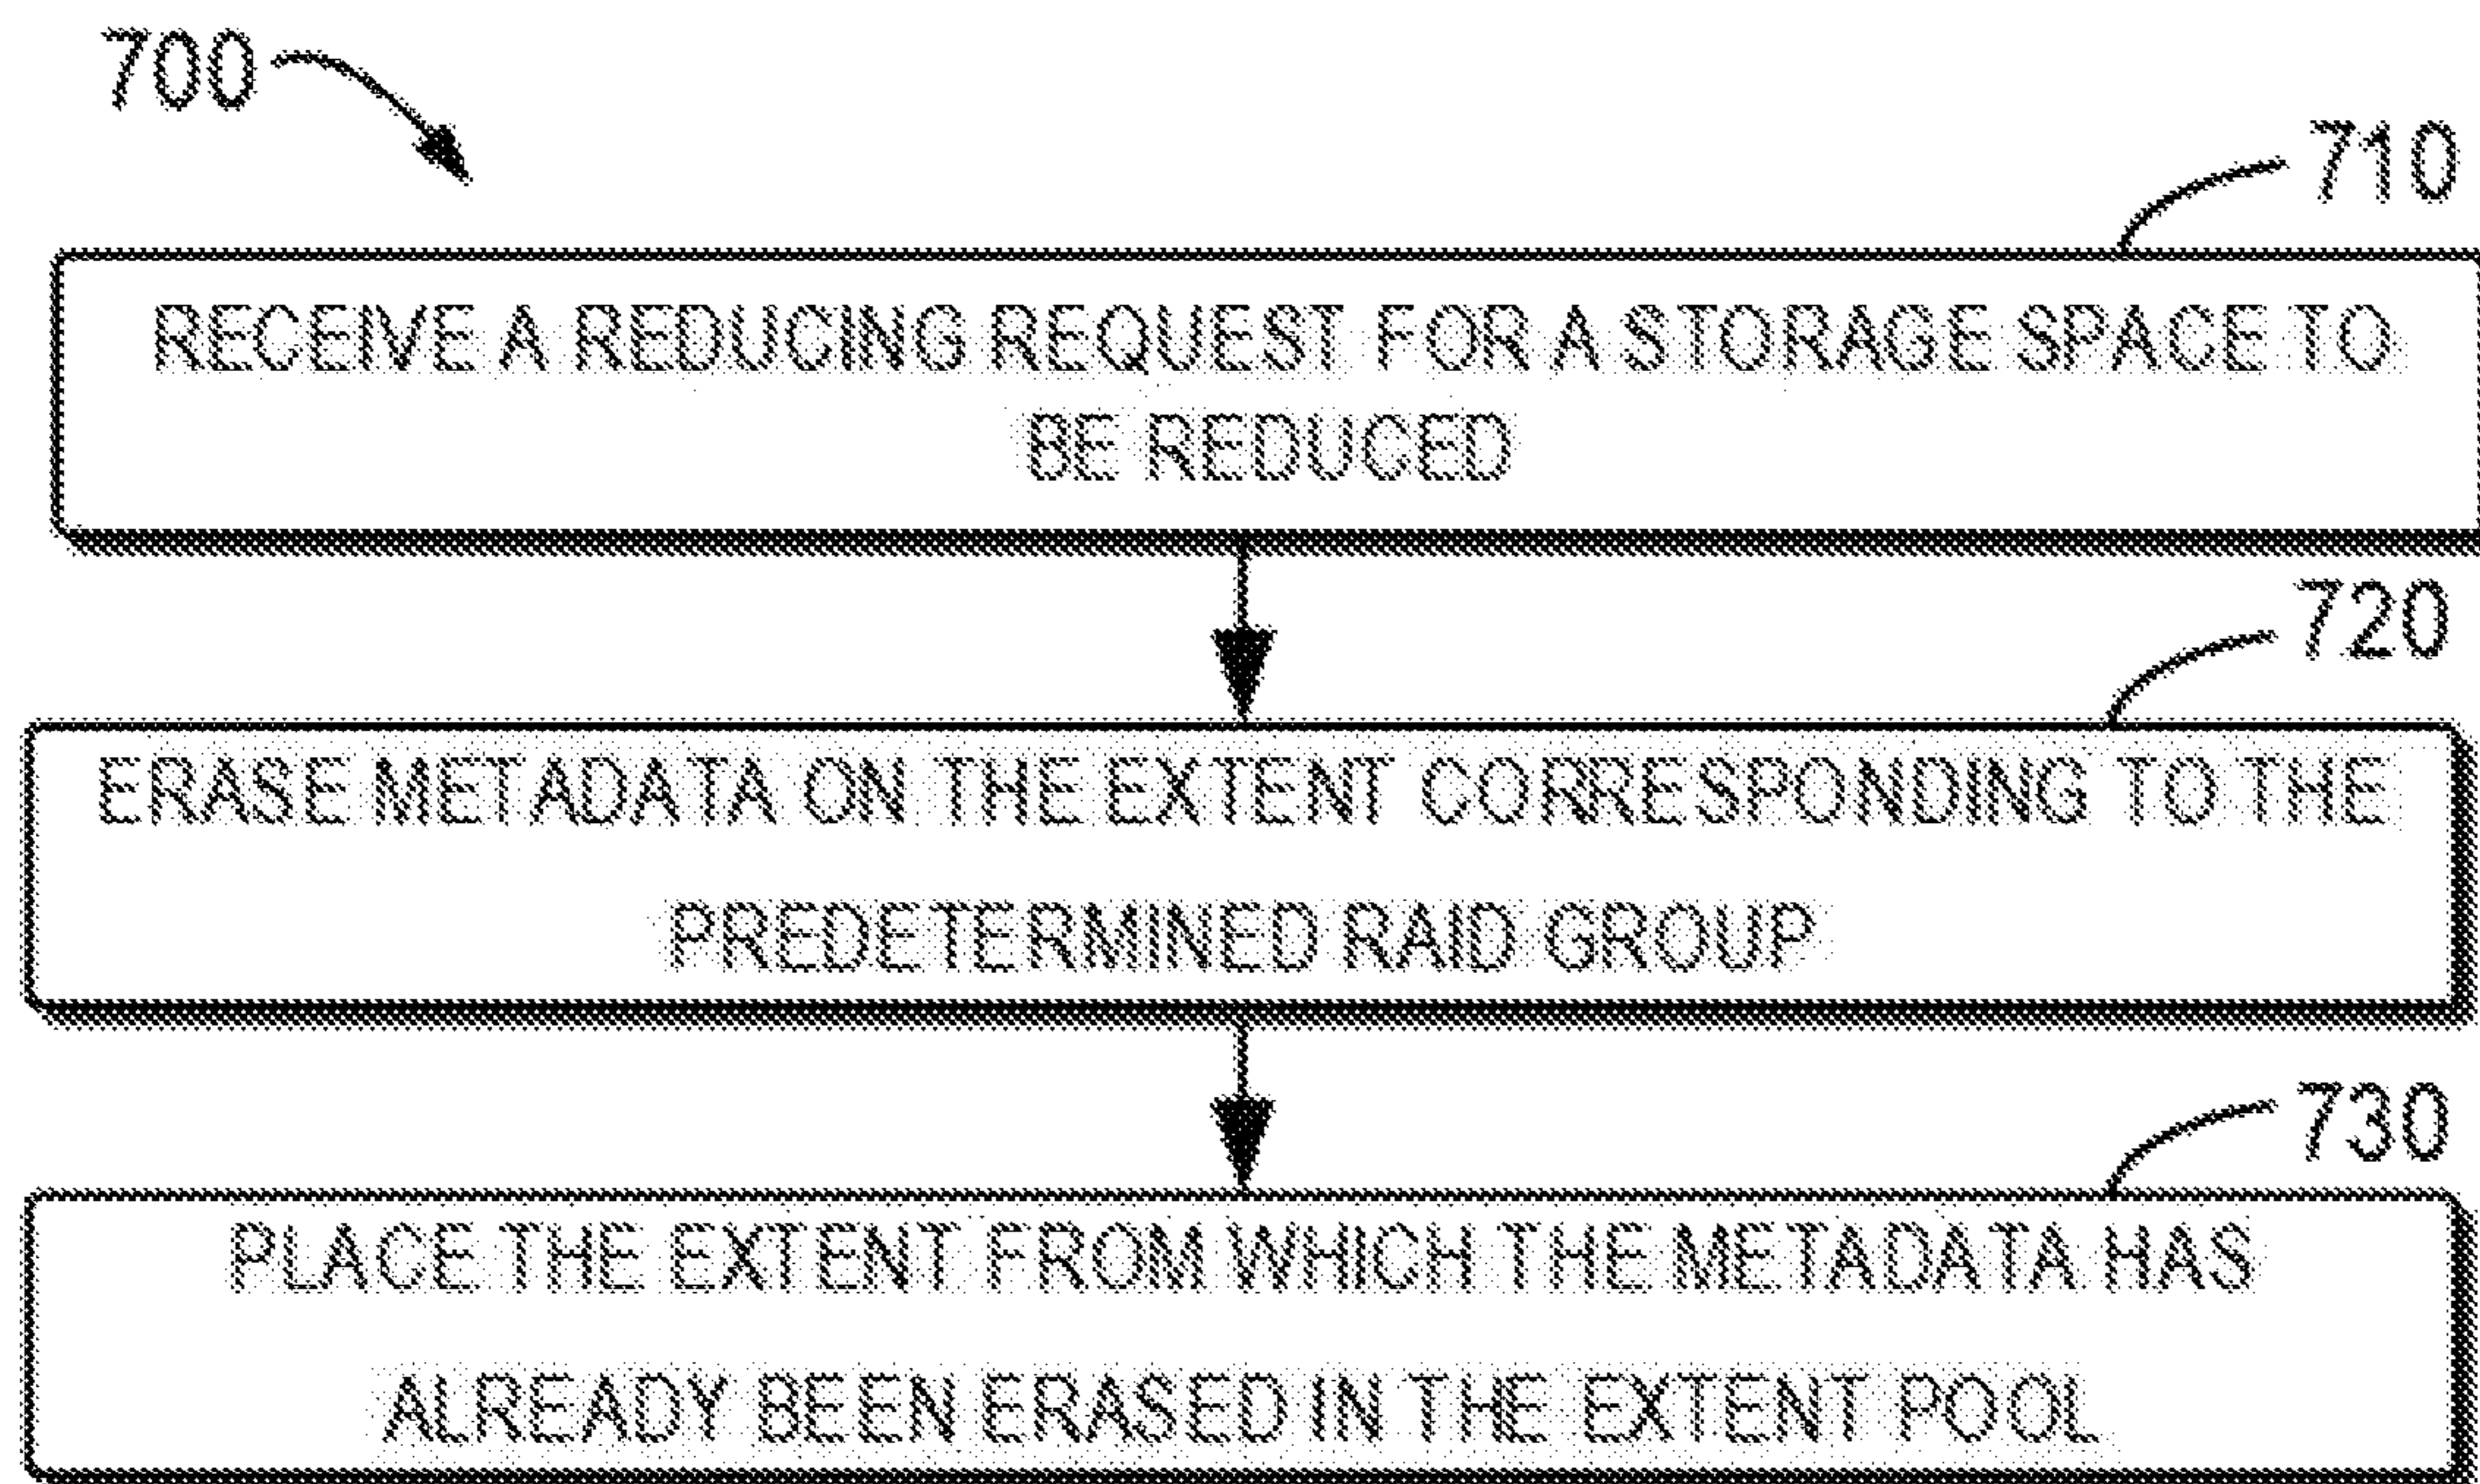 700
710
RECEIVE A REDUCING REQUEST FOR A STORAGE SPACE TO
BE REDUCED
720
ERASE METADATA ON THE EXTENT CORRESPONDING TO THE
PREDETERMINED RAID GROUP
730
PLACE THE EXTENT FROM WHICH THE METADATA HAS
ALREADY BEEN ERASED IN THE EXTENT POOL